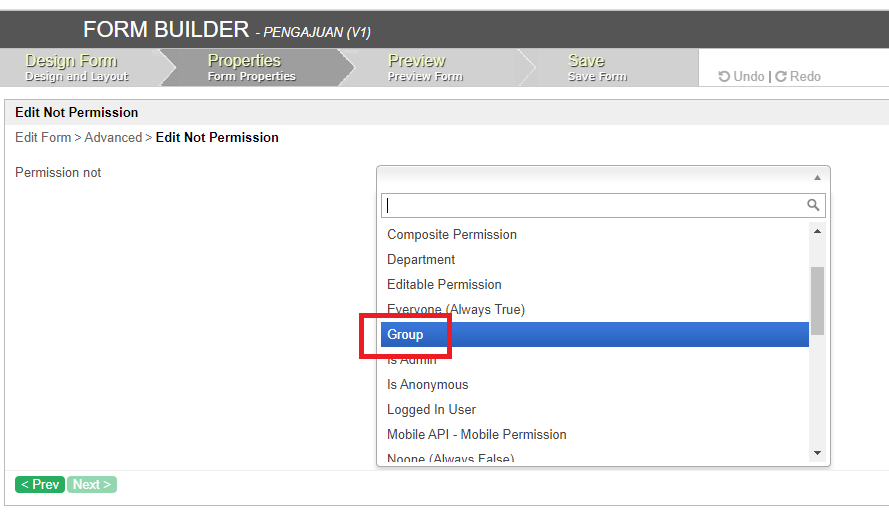 FORM BUILDER - PENGAJUAN (V1)
Design Form
Design and Layout
Properties
Form Properties
Preview
Preview Form
Save
Save Form
Undo | Redo
Edit Not Permission
Edit Form > Advanced > Edit Not Permission
Permission not
Composite Permission
Department
Editable Permission
Everyone (Always True)
Group
Is Admin
Is Anonymous
Logged In User
Mobile API - Mobile Permission
Noone (Always False)
< Prev Next >